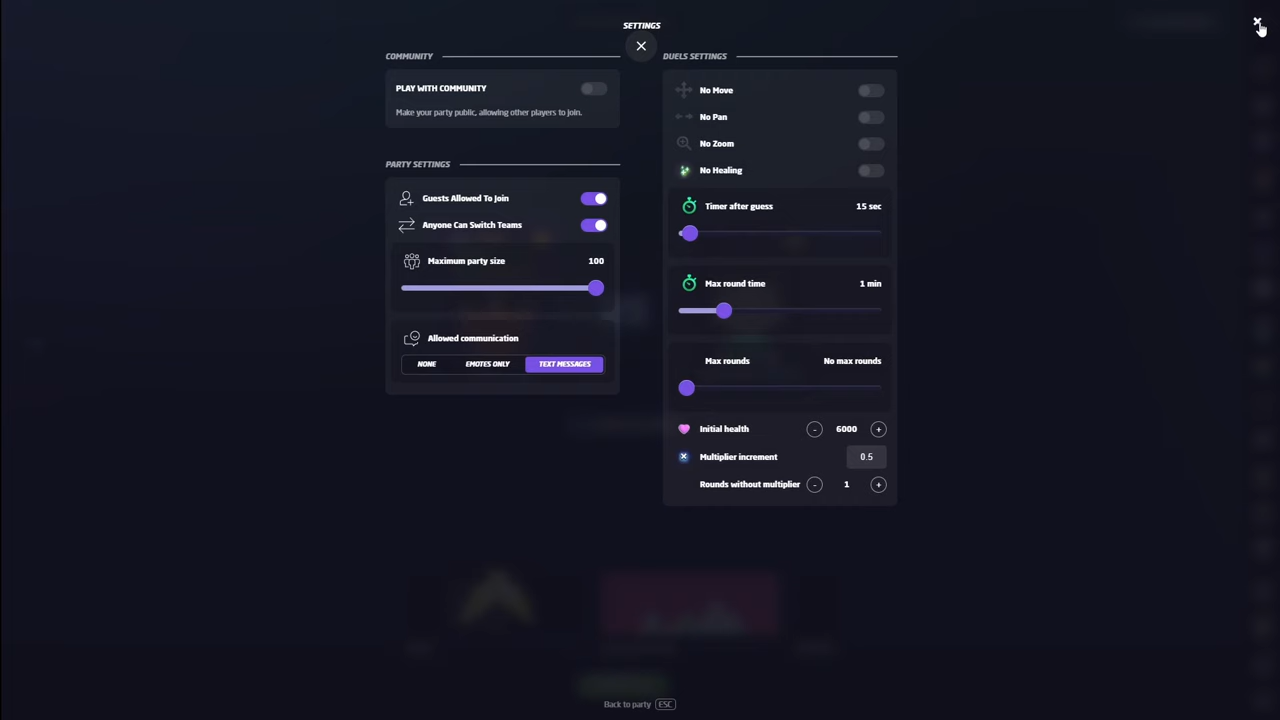 SETTINGS
COMMUNITY
PLAY WITH COMMUNITY
Make your party public, allowing other players to join.
PARTY SETTINGS
Guests Allowed To Join
Anyone Can Switch Teams
Maximum party size 100
Allowed communication
NONE EMOTES ONLY TEXT MESSAGES
DUELS SETTINGS
No Move
No Pan
No Zoom
No Healing
Timer after guess 15 sec
Max round time 1 min
Max rounds No max rounds
Initial health - 6000 +
Multiplier increment 0.5
Rounds without multiplier - 1 +
Back to party ESC